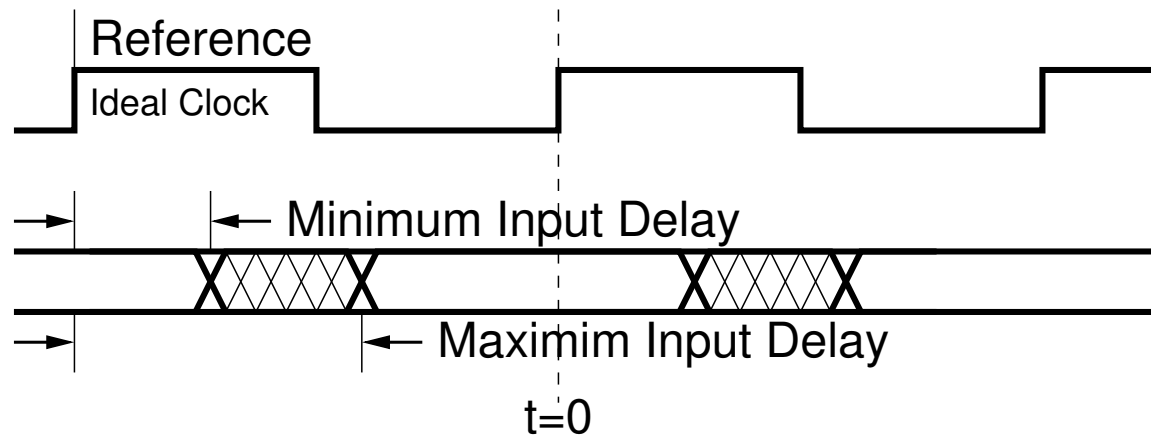 Reference
Ideal Clock
Minimum Input Delay
Maximim Input Delay
t=0